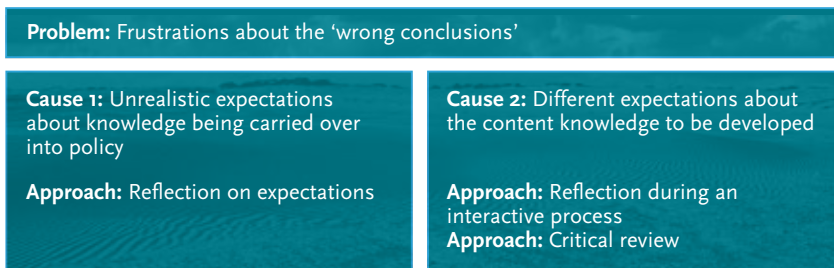 Problem: Frustrations about the ‘wrong conclusions’
Cause 1: Unrealistic expectations
about knowledge being carried over
into policy
Approach: Reflection on expectations
Cause 2: Different expectations about
the content knowledge to be developed
Approach: Reflection during an
interactive process
Approach: Critical review